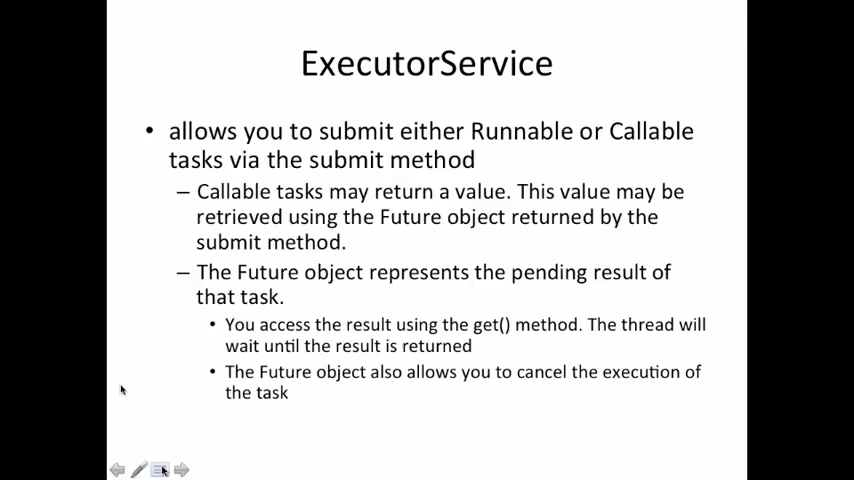 ExecutorService
• allows you to submit either Runnable or Callable
tasks via the submit method
– Callable tasks may return a value. This value may be
retrieved using the Future object returned by the
submit method.
– The Future object represents the pending result of
that task.
• You access the result using the get() method. The thread will
wait until the result is returned
• The Future object also allows you to cancel the execution of
the task